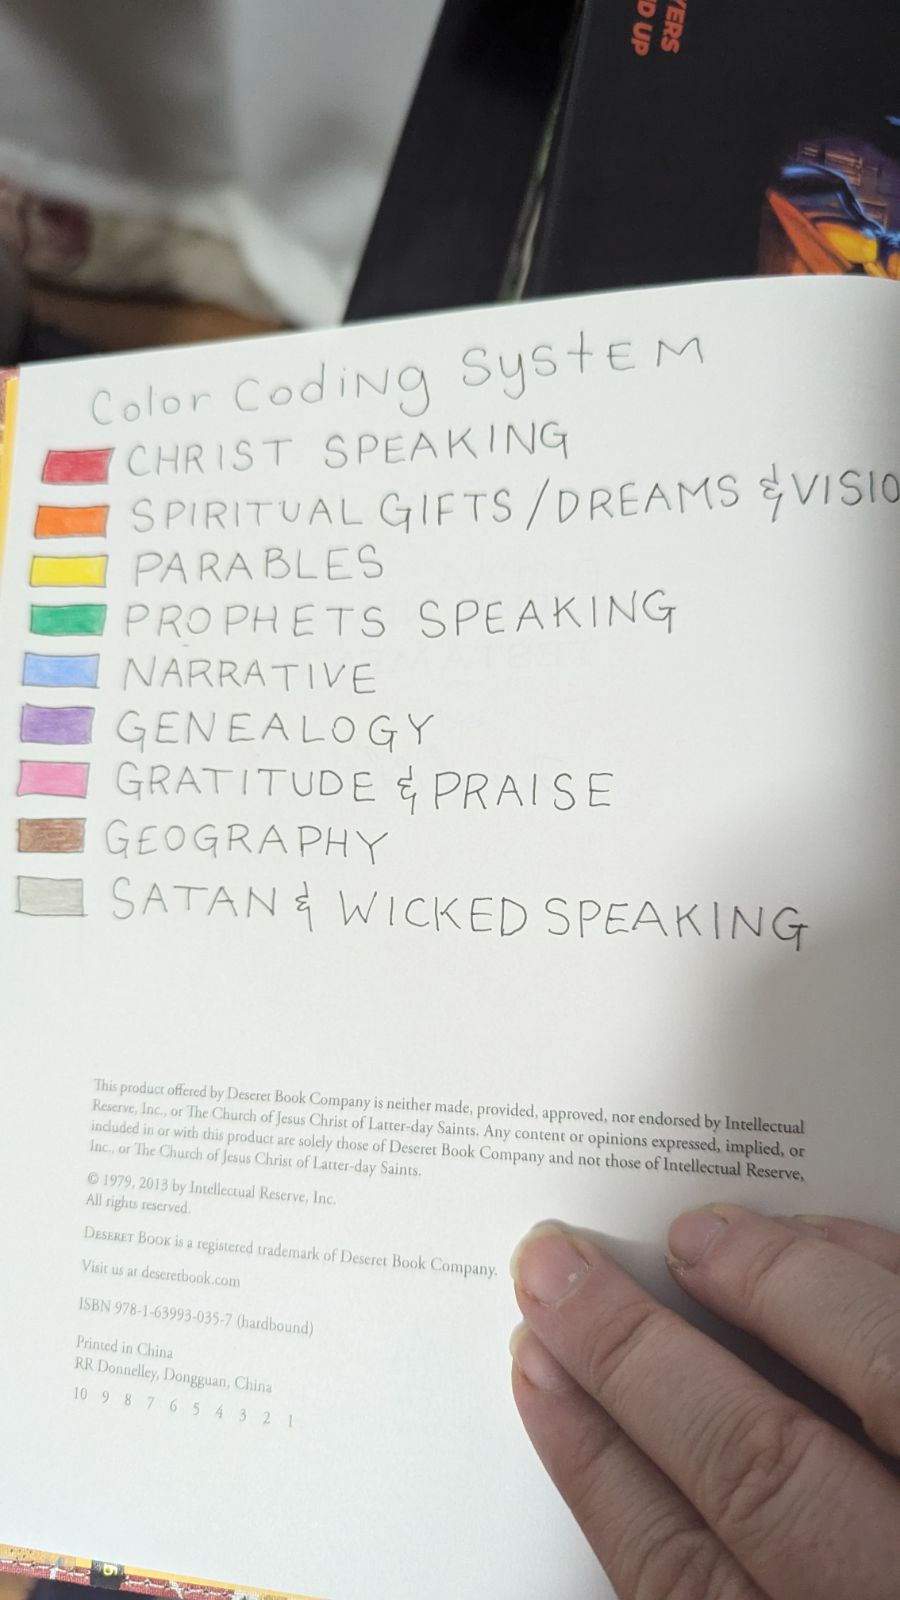 UP
Color Coding System
CHRIST SPEAKING
SPIRITUAL GIFTS/DREAMS &
PARABLES
PROPHETS SPEAKING
NARRATIVE
GENEALOGY
GRATITUDE & PRAISE
GEOGRAPHY
SATAN & WICKED SPEAKING
This product offered by Deseret Book Company is neither made, provided, approved, nor endorsed by Intellectual
Reserve, Inc., or The Church of Jesus Christ of Latter-day Saints. Any content or opinions expressed, implied, or
included in or with this product are solely those of Deseret Book Company and not those of Intellectual Reserve,
Inc., or The Church of Jesus Christ of Latter-day Saints.
© 1979, 2013 by Intellectual Reserve, Inc.
All rights reserved.
DESERET BOOK is a registered trademark of Deseret Book Company.
Visit us at deseretbook.com
ISBN 978-1-63993-035-7 (hardbound)
Printed in China
RR Donnelley, Dongguan, China
10 9 8 7 6 5 4 3 2 1